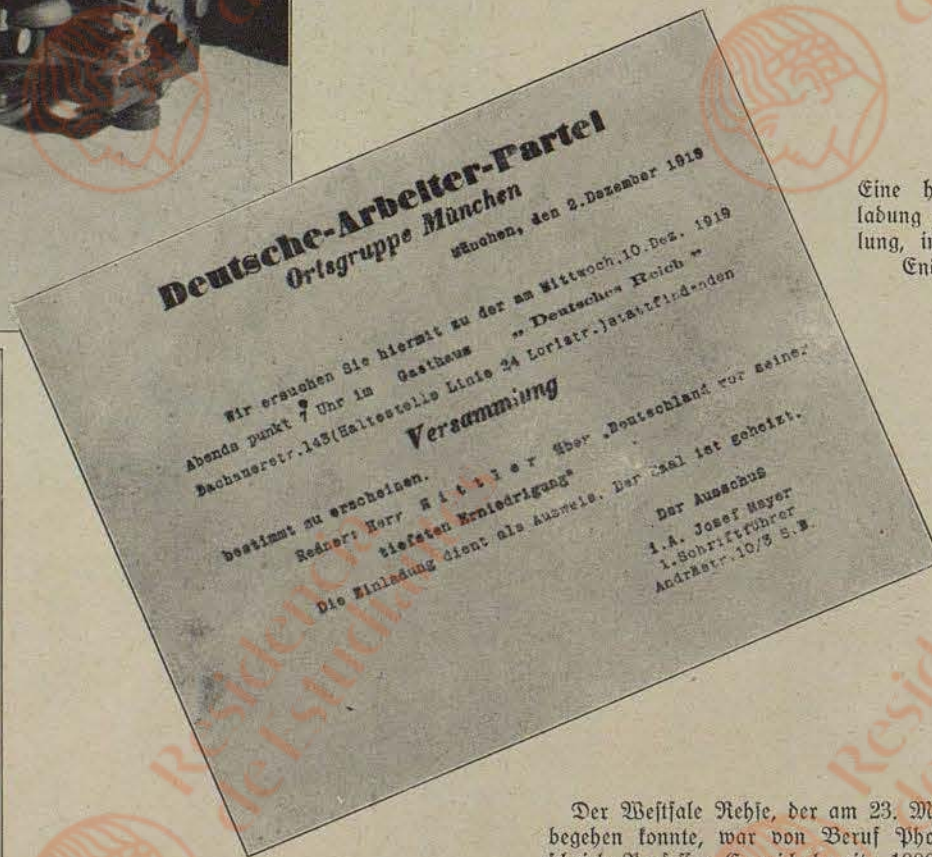 Deutsche-Arbeiter-Partei
Ortsgruppe München
München, den 2.Dezember 1919
Wir ersuchen Sie hiermit zu der am Mittwoch.10.Dez. 1919
Abends punkt 7 Uhr im Gasthaus „Deutsches Reich"
Dachauerstr.143(Haltestelle Linie 24 Loristr.)stattfindenden
Versammlung
bestimmt zu erscheinen.
Redner: Herr H i t t l e r über „Deutschland vor seiner
tiefsten Erniedrigung"
Die Einladung dient als Ausweis. Der Saal ist geheizt.
Der Ausschuß
i.A. Josef Mayer
1.Schriftführer
Andrästr.10/3 S.B.
Eine
ladung
lung,
Der Westfale Rehse, der am 23.
begehen konnte, war von Beruf
Residencia
de Estudiantes